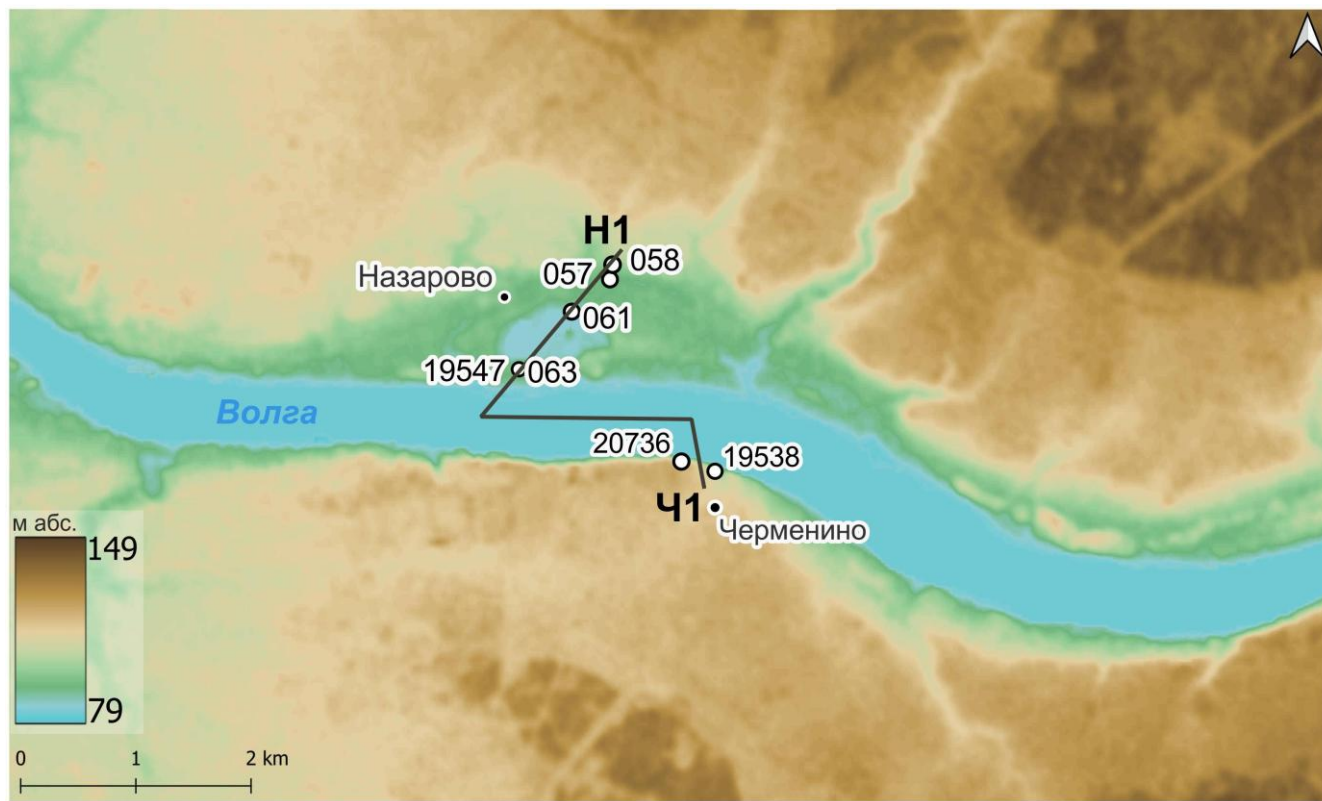 Н1
057
058
Назарово
061
19547
063
Волга
20736
19538
Ч1
Черменино
м абс.
149
79
0 1 2 km